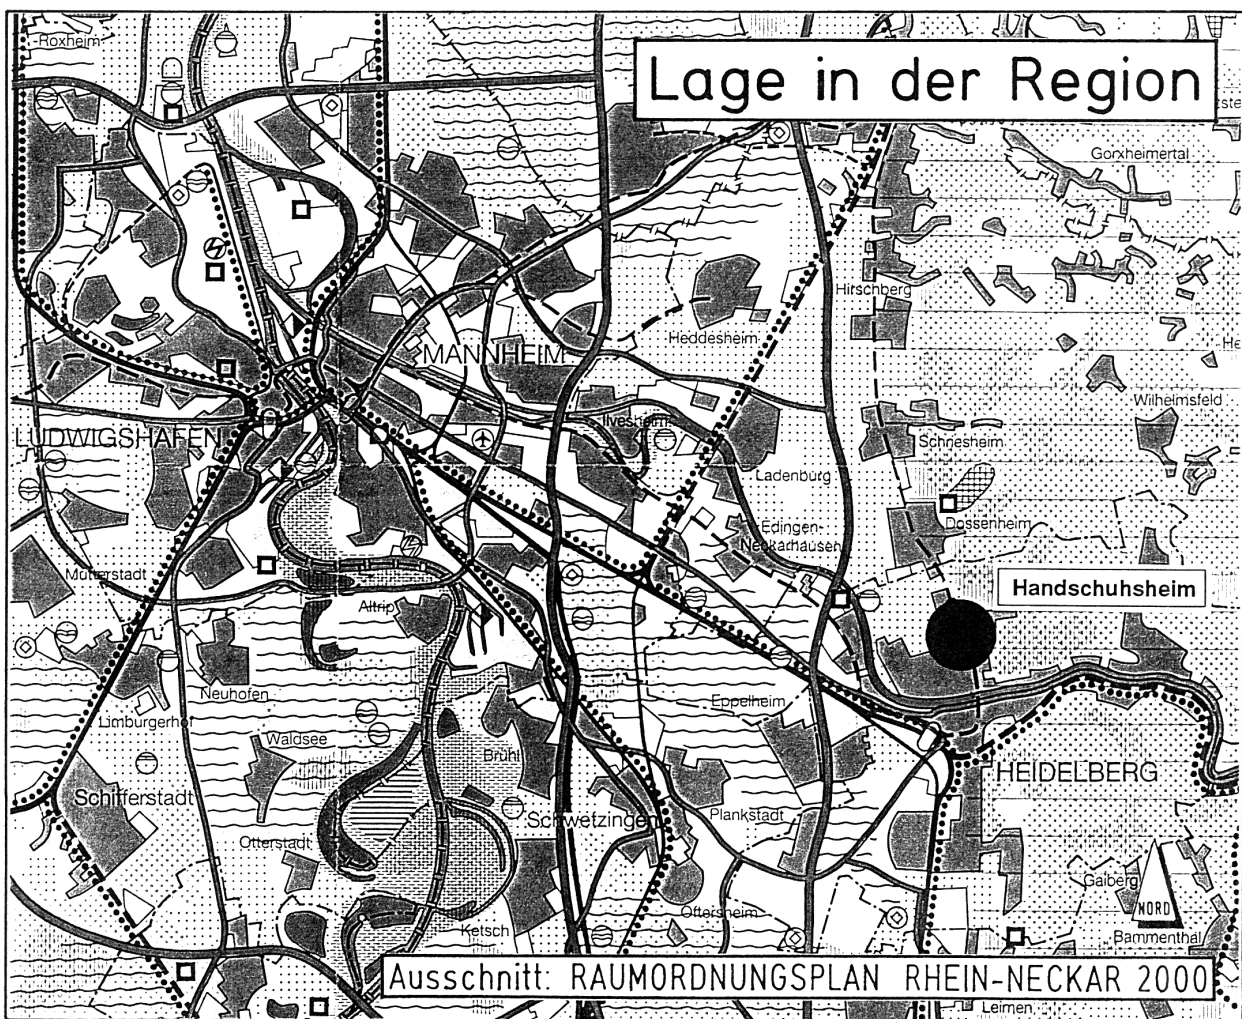 -Roxheim
Lage in der Region
Gorxheimertal
Hirschberg
MANNHEIM
Heddesheim
Wilhelmsfeld
Ilvesheim
LUDWIGSHAFEN
Schriesheim
Ladenburg
Dossenheim
Edingen-
Neckarhausen
Mutterstadt
Handschuhsheim
Altrip
Neuhofen
Eppelheim
Limburgerhof
Waldsee
Brühl
HEIDELBERG
Schifferstadt
Schwetzingen
Plankstadt
Otterstadt
Gaiberg
NORD
Oftersheim
Ketsch
Bammenthal
Ausschnitt: RAUMORDNUNGSPLAN RHEIN-NECKAR 2000
Leimen